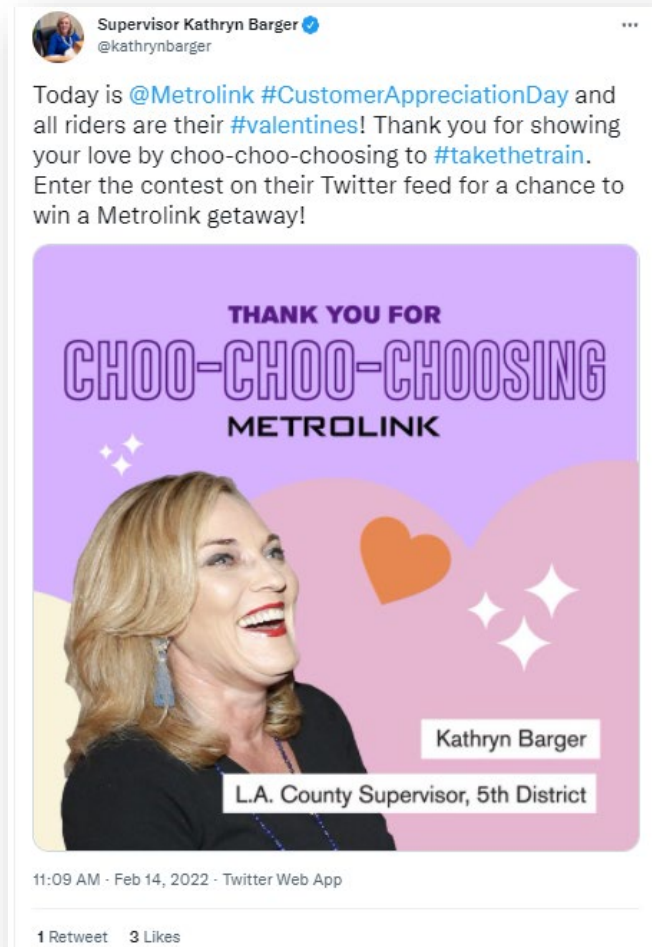 Supervisor Kathryn Barger
@kathrynbarger
Today is @Metrolink #CustomerAppreciationDay and
all riders are their #valentines! Thank you for showing
your love by choo-choo-choosing to #takethetrain.
Enter the contest on their Twitter feed for a chance to
win a Metrolink getaway!
THANK YOU FOR
CHOO-CHOO-CHOOSING
METROLINK
Kathryn Barger
L.A. County Supervisor, 5th District
11:09 AM · Feb 14, 2022 · Twitter Web App
1 Retweet 3 Likes